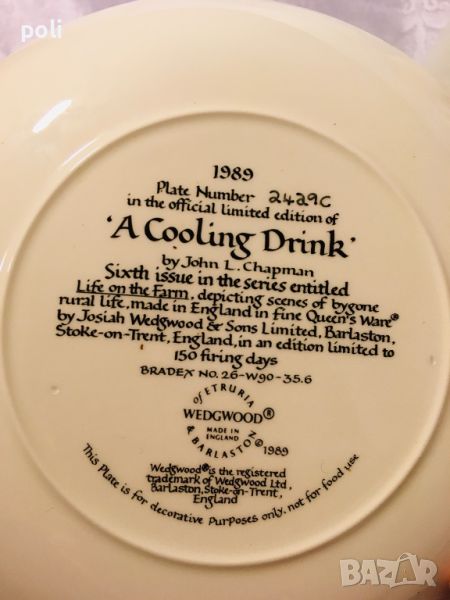 poli
1989
Plate Number 2429C
in the official limited edition of
'A Cooling Drink'
by John L. Chapman
Sixth issue in the series entitled
Life on the Farm, depicting scenes of bygone
rural life, made in England in fine Queen's Ware®
by Josiah Wedgwood & Sons Limited, Barlaston,
Stoke-on-Trent, England, in an edition limited to
150 firing days
BRADEX NO. 26-W90-35.6
of ETRURIA
WEDGWOOD®
MADE IN
ENGLAND
& BARLASTON
©1989
Wedgwood® is the registered
trademark of Wedgwood Ltd,
Barlaston, Stoke-on-Trent,
England
This Plate is for decorative Purposes only, not for food use
BAZAR